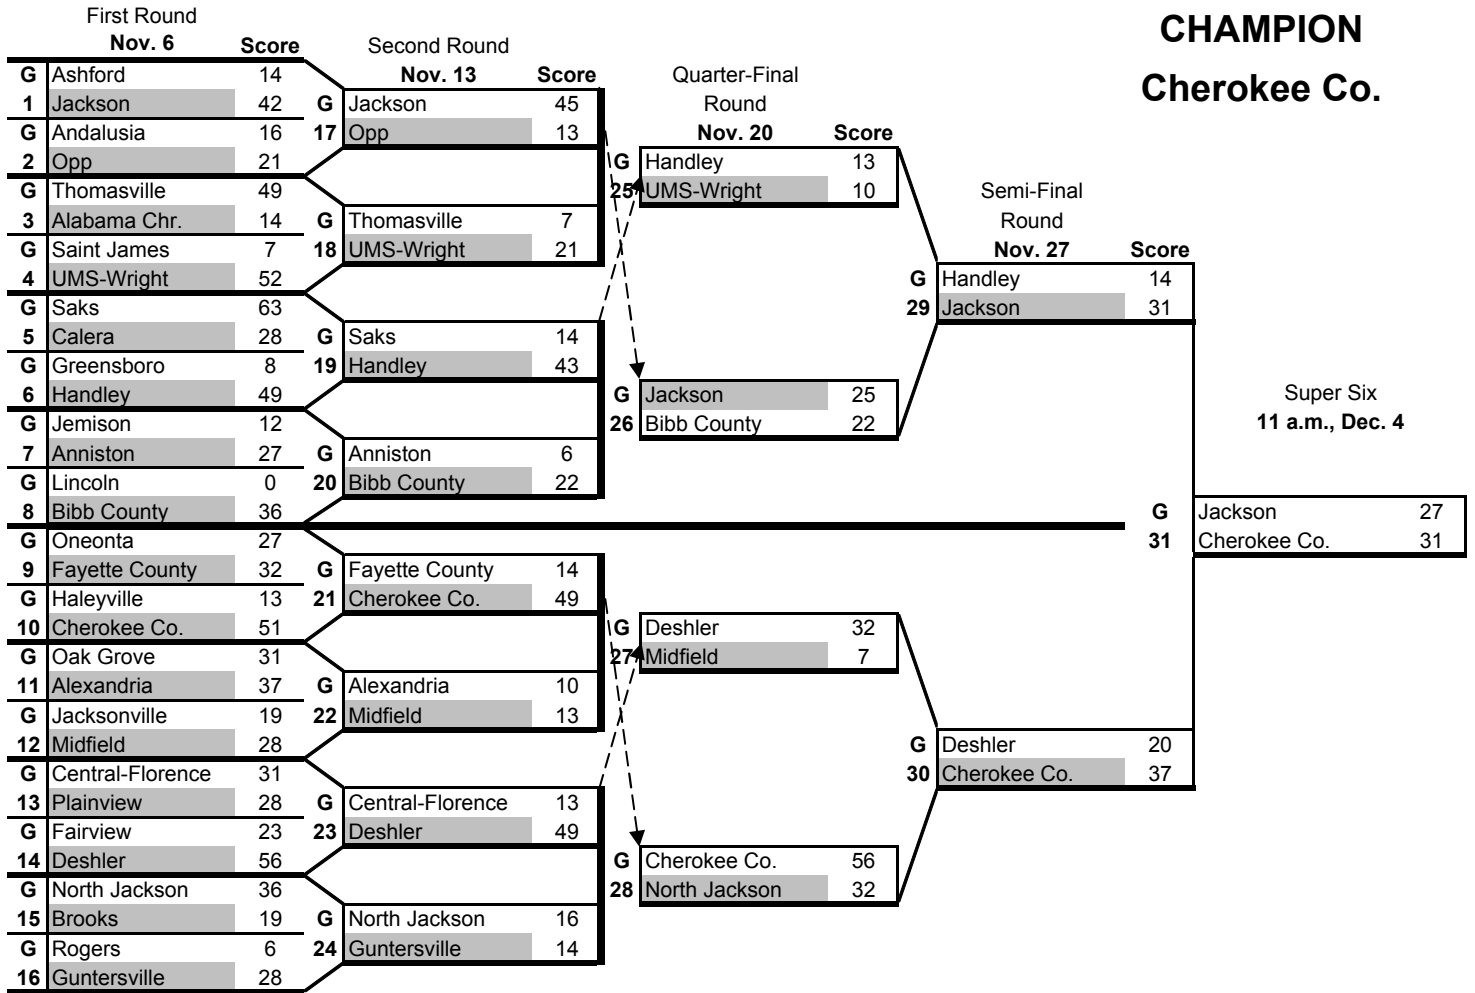 First Round
Nov. 6 Score
G Ashford 14
1 Jackson 42
G Andalusia 16
2 Opp 21
G Thomasville 49
3 Alabama Chr. 14
G Saint James 7
4 UMS-Wright 52
G Saks 63
5 Calera 28
G Greensboro 8
6 Handley 49
G Jemison 12
7 Anniston 27
G Lincoln 0
8 Bibb County 36
G Oneonta 27
9 Fayette County 32
G Haleyville 13
10 Cherokee Co. 51
G Oak Grove 31
11 Alexandria 37
G Jacksonville 19
12 Midfield 28
G Central-Florence 31
13 Plainview 28
G Fairview 23
14 Deshler 56
G North Jackson 36
15 Brooks 19
G Rogers 6
16 Guntersville 28
Second Round
Nov. 13 Score
G Jackson 45
17 Opp 13
G Thomasville 7
18 UMS-Wright 21
G Saks 14
19 Handley 43
G Anniston 6
20 Bibb County 22
G Fayette County 14
21 Cherokee Co. 49
G Alexandria 10
22 Midfield 13
G Central-Florence 13
23 Deshler 49
G North Jackson 16
24 Guntersville 14
Quarter-Final
Round
Nov. 20 Score
G Handley 13
25 UMS-Wright 10
G Jackson 25
26 Bibb County 22
G Deshler 32
27 Midfield 7
G Cherokee Co. 56
28 North Jackson 32
Semi-Final
Round
Nov. 27 Score
G Handley 14
29 Jackson 31
G Deshler 20
30 Cherokee Co. 37
CHAMPION
Cherokee Co.
Super Six
11 a.m., Dec. 4
G Jackson 27
31 Cherokee Co. 31